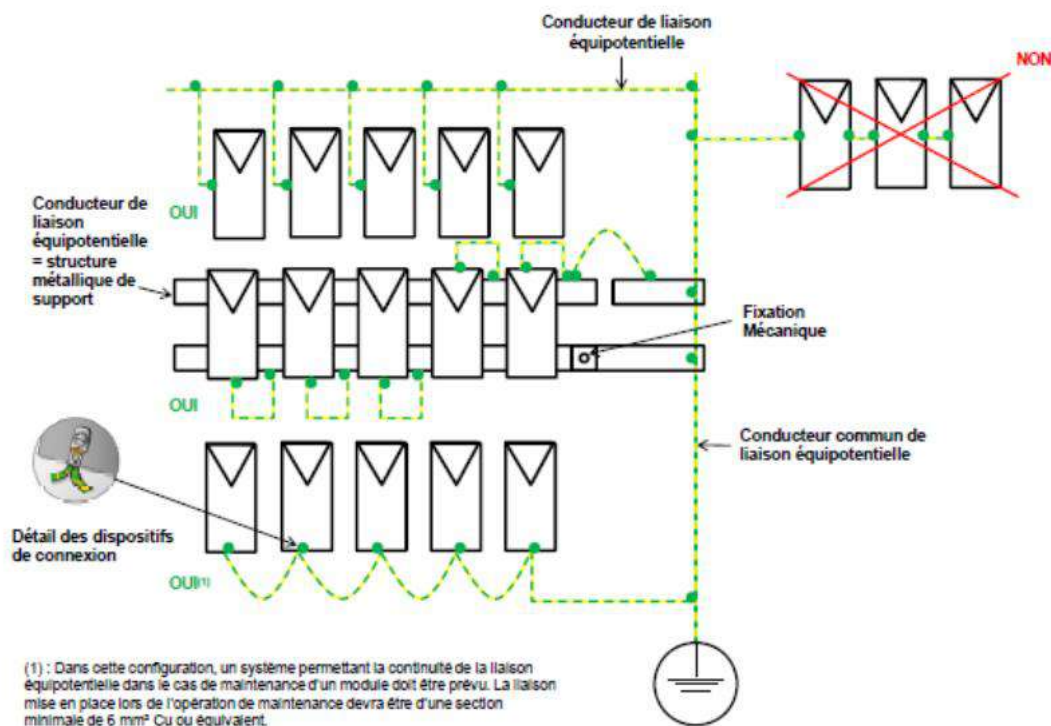 Conducteur de liaison
équipotentielle
NON
Conducteur de
liaison
équipotentielle
= structure
métallique de
support
OUI
Fixation
Mécanique
OUI
Conducteur commun de
liaison équipotentielle
Détail des dispositifs
de connexion
OUI(1)
(1) : Dans cette configuration, un système permettant la continuité de la liaison
équipotentielle dans le cas de maintenance d'un module doit être prévu. La liaison
mise en place lors de l'opération de maintenance devra être d'une section
minimale de 6 mm² Cu ou équivalent.